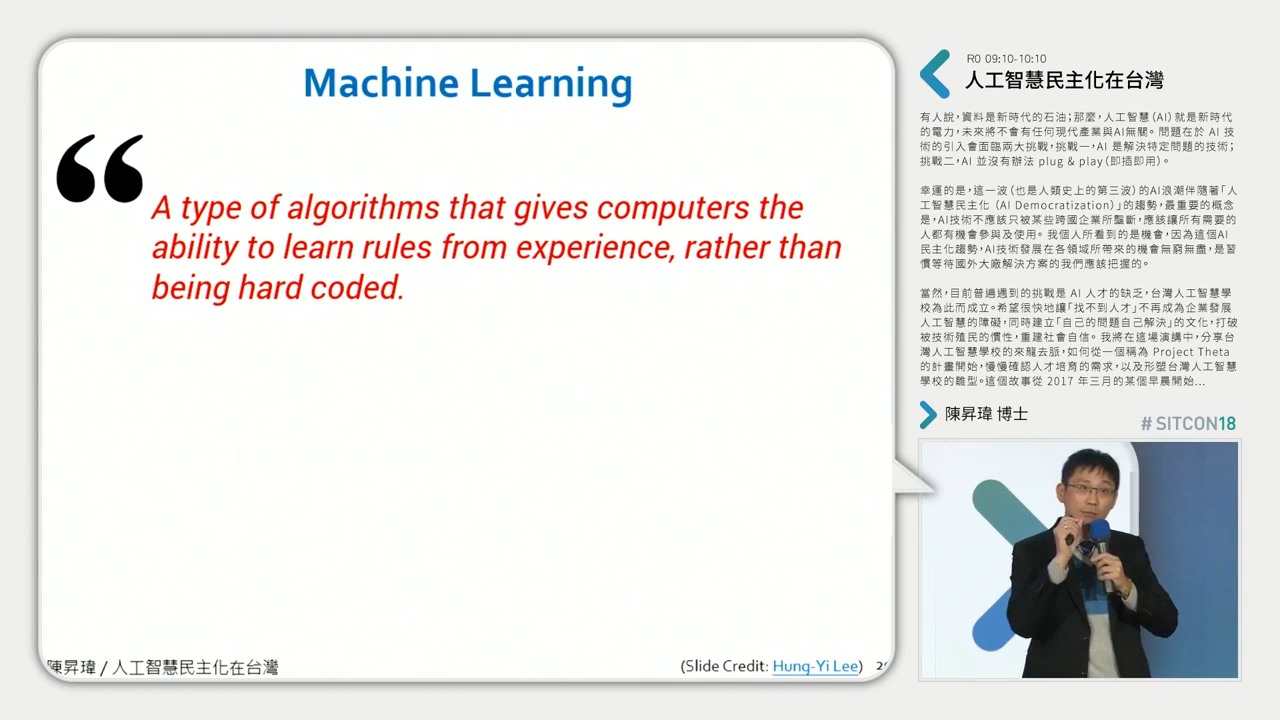 Machine Learning
“
A type of algorithms that gives computers the
ability to learn rules from experience, rather than
being hard coded.
陳昇瑋 / 人工智慧民主化在台灣
(Slide Credit: Hung-Yi Lee)
R0 09:10-10:10
人工智慧民主化在台灣
有人說，資料是新時代的石油；那麼，人工智慧（AI）就是新時代
的電力，未來將不會有任何現代產業與AI無關。問題在於 AI 技
術的引入會面臨兩大挑戰，挑戰一，AI 是解決特定問題的技術；
挑戰二，AI 並沒有辦法 plug & play（即插即用）。
幸運的是，這一波（也是人類史上的第三波）的AI浪潮伴隨著「人
工智慧民主化（AI Democratization）」的趨勢，最重要的概念
是，AI技術不應該只被某些跨國企業所壟斷，應該讓所有需要的
人都有機會參與及使用。我個人所看到的是機會，因為這個AI
民主化趨勢，AI技術發展在各領域所帶來的機會無窮無盡，是習
慣等待國外大廠解決方案的我們應該把握的。
當然，目前普遍遇到的挑戰是 AI 人才的缺乏，台灣人工智慧學
校為此而成立。希望很快地讓「找不到人才」不再成為企業發展
人工智慧的障礙，同時建立「自己的問題自己解決」的文化，打破
被技術殖民的慣性，重建社會自信。我將在這場演講中，分享台
灣人工智慧學校的來龍去脈，如何從一個稱為 Project Theta
的計畫開始，慢慢確認人才培育的需求，以及形塑台灣人工智慧
學校的雛型。這個故事從 2017 年三月的某個早晨開始...
陳昇瑋 博士
# SITCON18